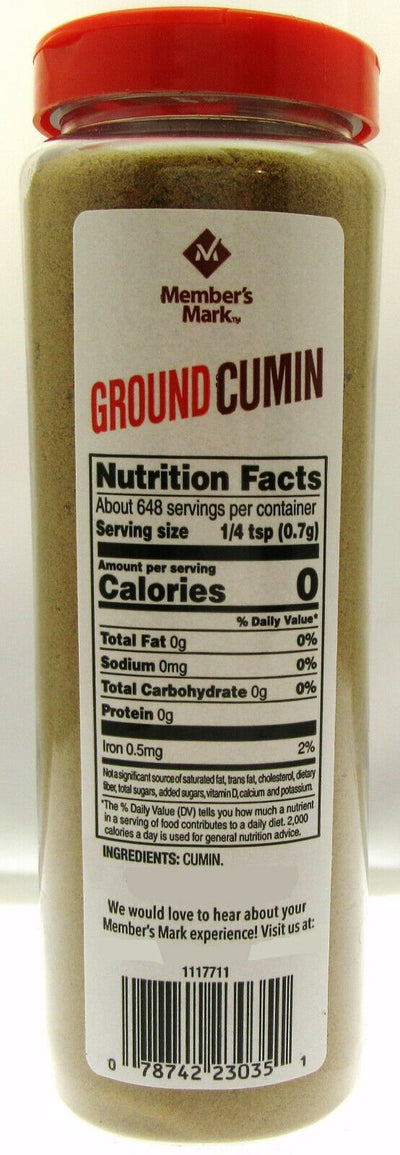 Member's
Mark™
GROUND CUMIN
Nutrition Facts
About 648 servings per container
Serving size 1/4 tsp (0.7g)
Amount per serving
Calories 0
% Daily Value*
Total Fat 0g 0%
Sodium 0mg 0%
Total Carbohydrate 0g 0%
Protein 0g
Iron 0.5mg 2%
Not a significant source of saturated fat, trans fat, cholesterol, dietary
fiber, total sugars, added sugars, vitamin D, calcium and potassium.
*The % Daily Value (DV) tells you how much a nutrient
in a serving of food contributes to a daily diet. 2,000
calories a day is used for general nutrition advice.
INGREDIENTS: CUMIN.
We would love to hear about your
Member's Mark experience! Visit us at:
1117711
0 78742 23035 1